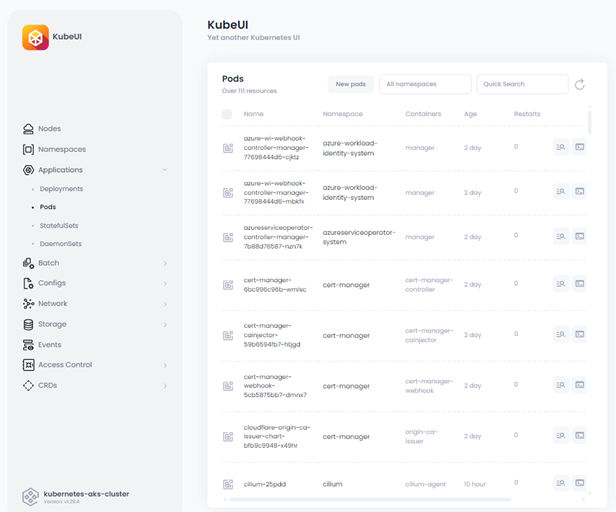 KubeUI
KubeUI
Yet another Kubernetes UI
Nodes
Namespaces
Applications
Deployments
Pods
StatefulSets
DaemonSets
Batch
Configs
Network
Storage
Events
Access Control
CRDs
kubernetes-aks-cluster
Version: v1.29.4
Pods
Over 111 resources
New pods
All namespaces
Quick Search
Name Namespace Containers Age Restarts
azure-wi-webhook-
controller-manager-
77698444d6-cjktz
azure-workload-
identity-system
manager
2 day
0
azure-wi-webhook-
controller-manager-
77698444d6-mbkfx
azure-workload-
identity-system
manager
2 day
0
azureserviceoperator-
controller-manager-
7b88d76587-nzn7k
azureserviceoperator-
system
manager
2 day
0
cert-manager-
6bc996c96b-wmlsc
cert-manager
cert-manager-
controller
2 day
0
cert-manager-
cainjector-
59b6594fb7-htjgd
cert-manager
cert-manager-
cainjector
2 day
0
cert-manager-
webhook-
5cb5875bb7-dmnx7
cert-manager
cert-manager-
webhook
2 day
0
cloudflare-origin-ca-
issuer-chart-
bfb9c9948-x49hr
cert-manager
origin-ca-
issuer
2 day
0
cilium-25pdd
cilium
cilium-agent
10 hour
0